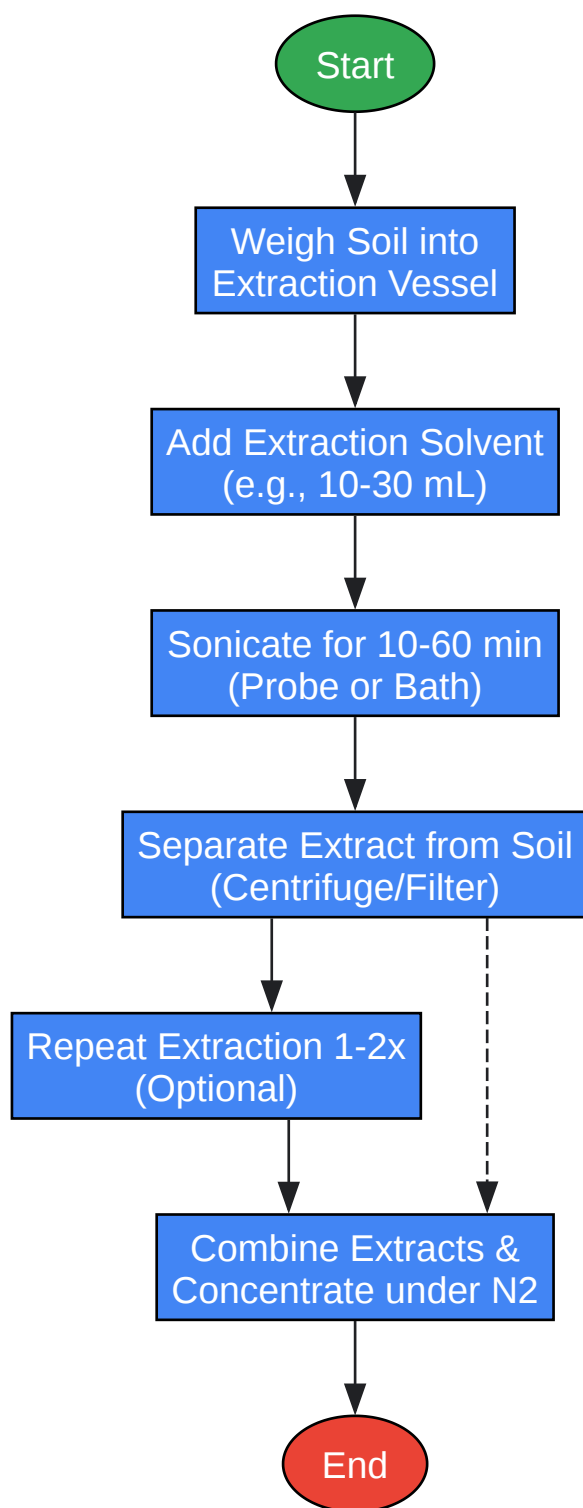 Start
Weigh Soil into
Extraction Vessel
Add Extraction Solvent
(e.g., 10-30 mL)
Sonicate for 10-60 min
(Probe or Bath)
Separate Extract from Soil
(Centrifuge/Filter)
Repeat Extraction 1-2x
(Optional)
Combine Extracts &
Concentrate under N2
End